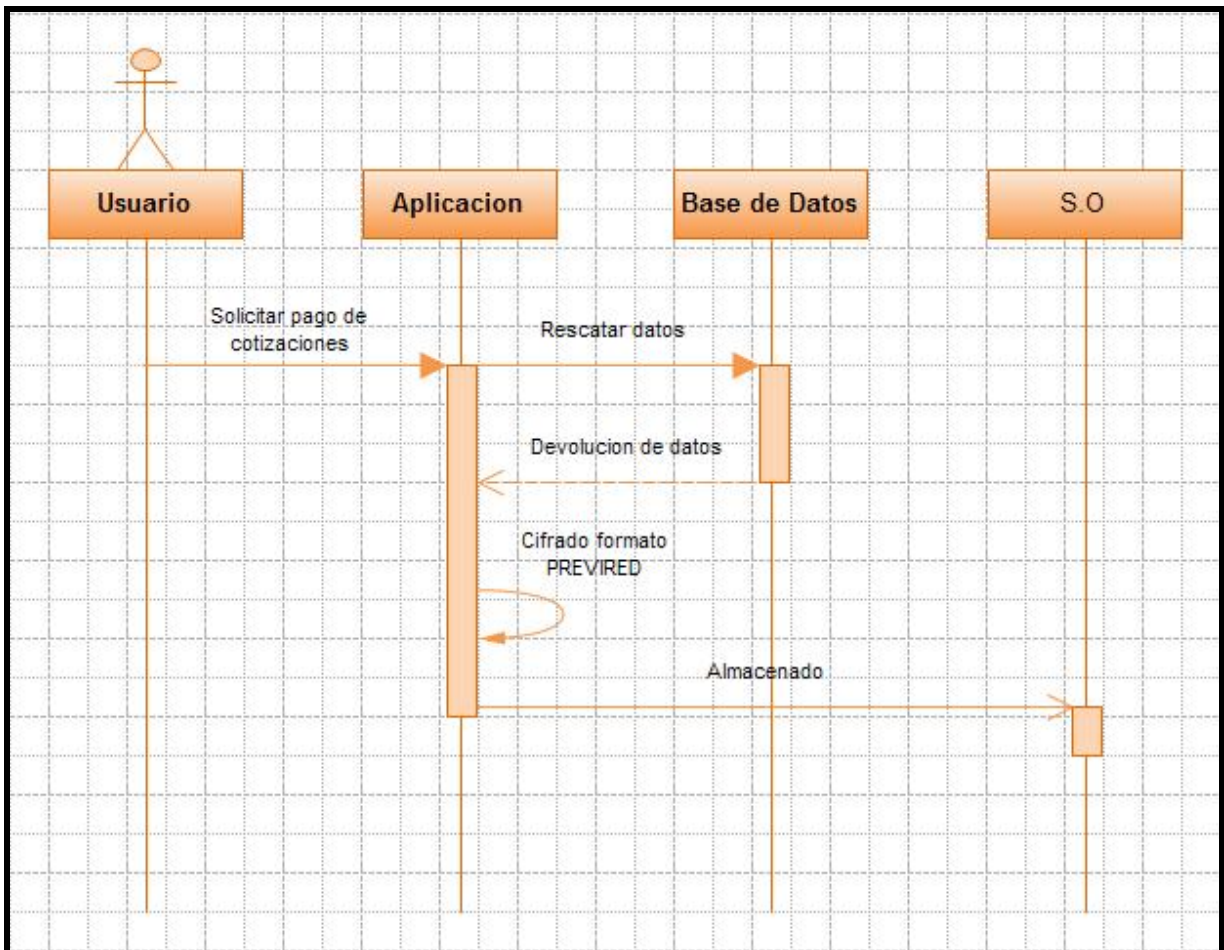 Usuario
Aplicacion
Base de Datos
S.O
Solicitar pago de
cotizaciones
Rescatar datos
Devolucion de datos
Cifrado formato
PREVIRED
Almacenado